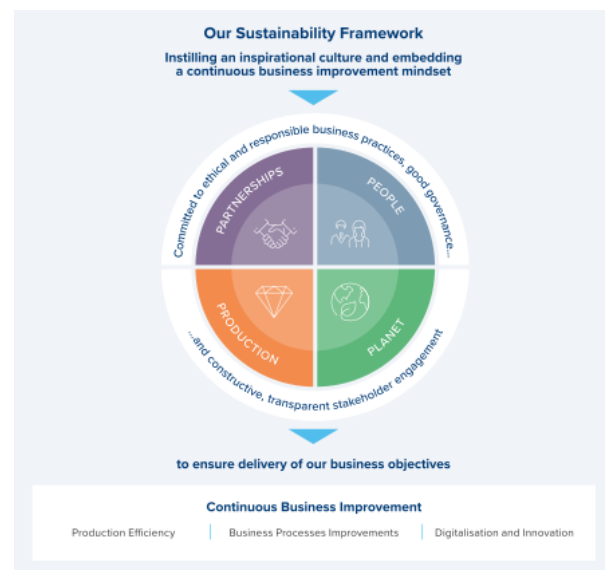 Our Sustainability Framework
Instilling an inspirational culture and embedding
a continuous business improvement mindset
Committed to ethical and responsible business practices, good governance...
PARTNERSHIPS
PEOPLE
PRODUCTION
PLANET
...and constructive, transparent stakeholder engagement
to ensure delivery of our business objectives
Continuous Business Improvement
Production Efficiency
Business Processes Improvements
Digitalisation and Innovation